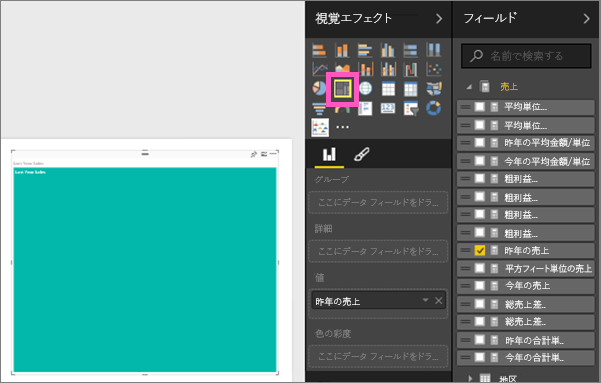 Last Year Sales
Last Year Sales
視覚エフェクト
グループ
ここにデータ フィールドをドラ...
詳細
ここにデータ フィールドをドラ...
値
昨年の売上
色の彩度
ここにデータ フィールドをドラ...
フィールド
名前で検索する
売上
平均単位...
平均単位...
昨年の平均金額/単位
今年の平均金額/単位
粗利益...
粗利益...
粗利益...
粗利益...
昨年の売上
平方フィート単位の売上
今年の売上
総売上差..
総売上差..
昨年の合計単..
今年の合計単..
地区